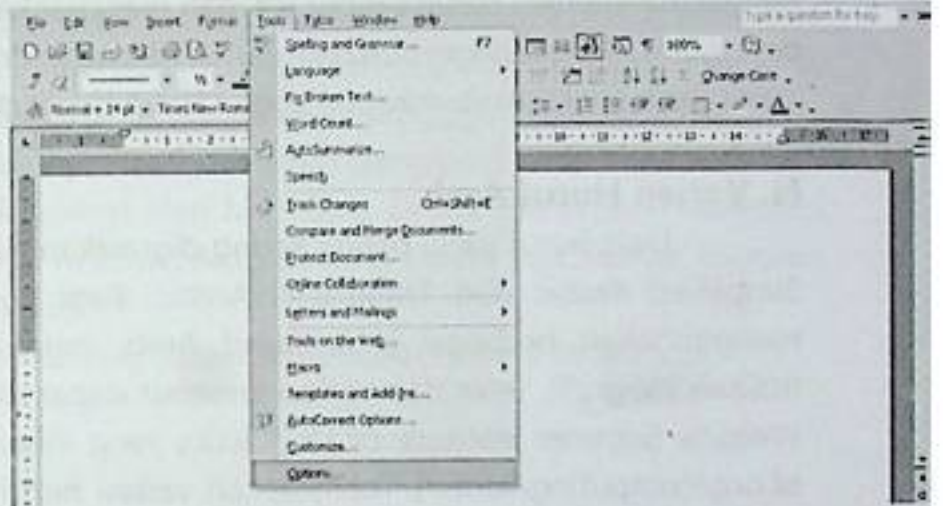 File Edit View Insert Format Tools Table Window Help
Type a question for help
100%
Change Case
Normal + 14 pt Times New Roma
Spelling and Grammar... F7
Language
Fix Broken Text...
Word Count...
AutoSummarize...
Speech
Track Changes Ctrl+Shift+E
Compare and Merge Documents...
Protect Document...
Online Collaboration
Letters and Mailings
Tools on the Web
Macro
Templates and Add-Ins...
AutoCorrect Options...
Customize...
Options...